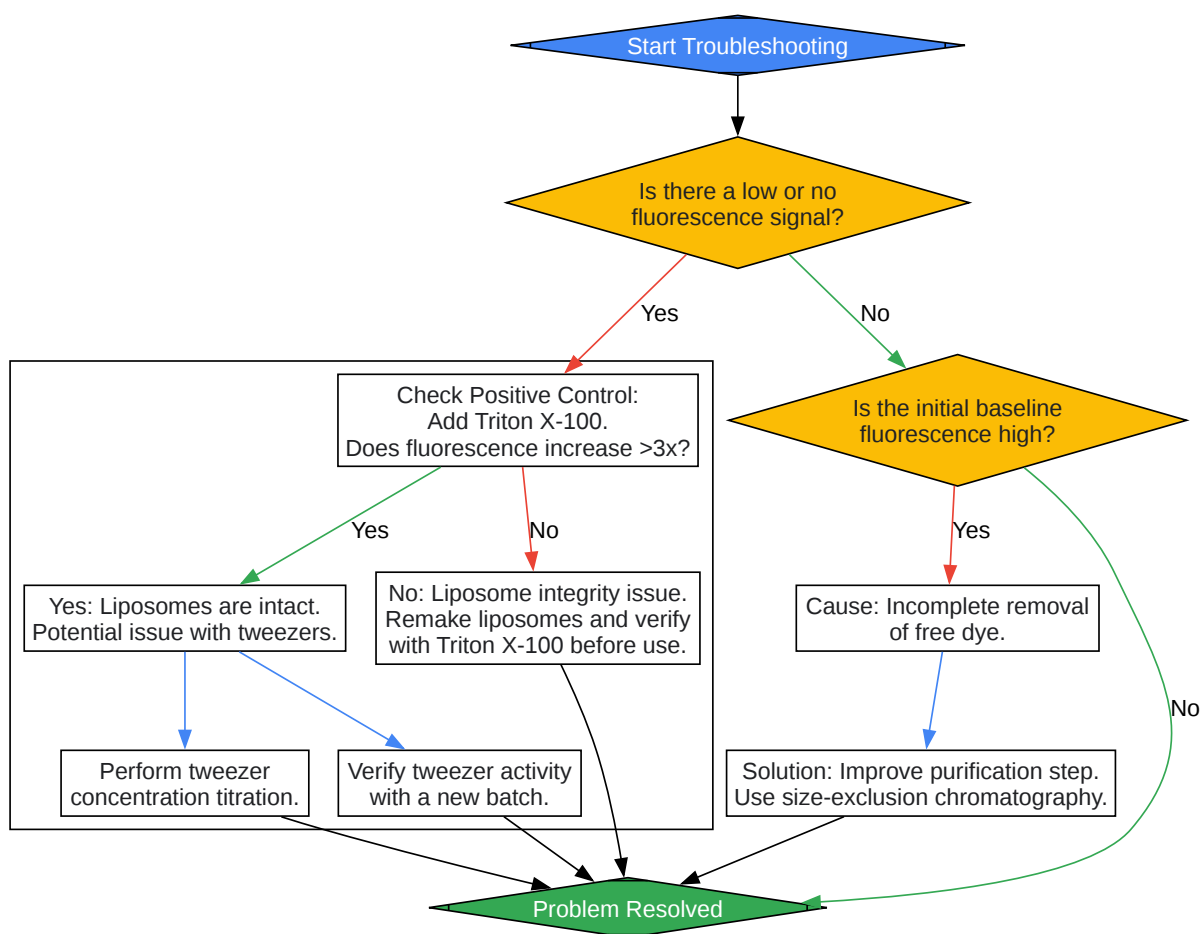 Start Troubleshooting
Is there a low or no
fluorescence signal?
Yes
No
Check Positive Control:
Add Triton X-100.
Does fluorescence increase >3x?
Is the initial baseline
fluorescence high?
Yes
No
Yes
Yes: Liposomes are intact.
Potential issue with tweezers.
No: Liposome integrity issue.
Remake liposomes and verify
with Triton X-100 before use.
Cause: Incomplete removal
of free dye.
No
Perform tweezer
concentration titration.
Verify tweezer activity
with a new batch.
Solution: Improve purification step.
Use size-exclusion chromatography.
Problem Resolved